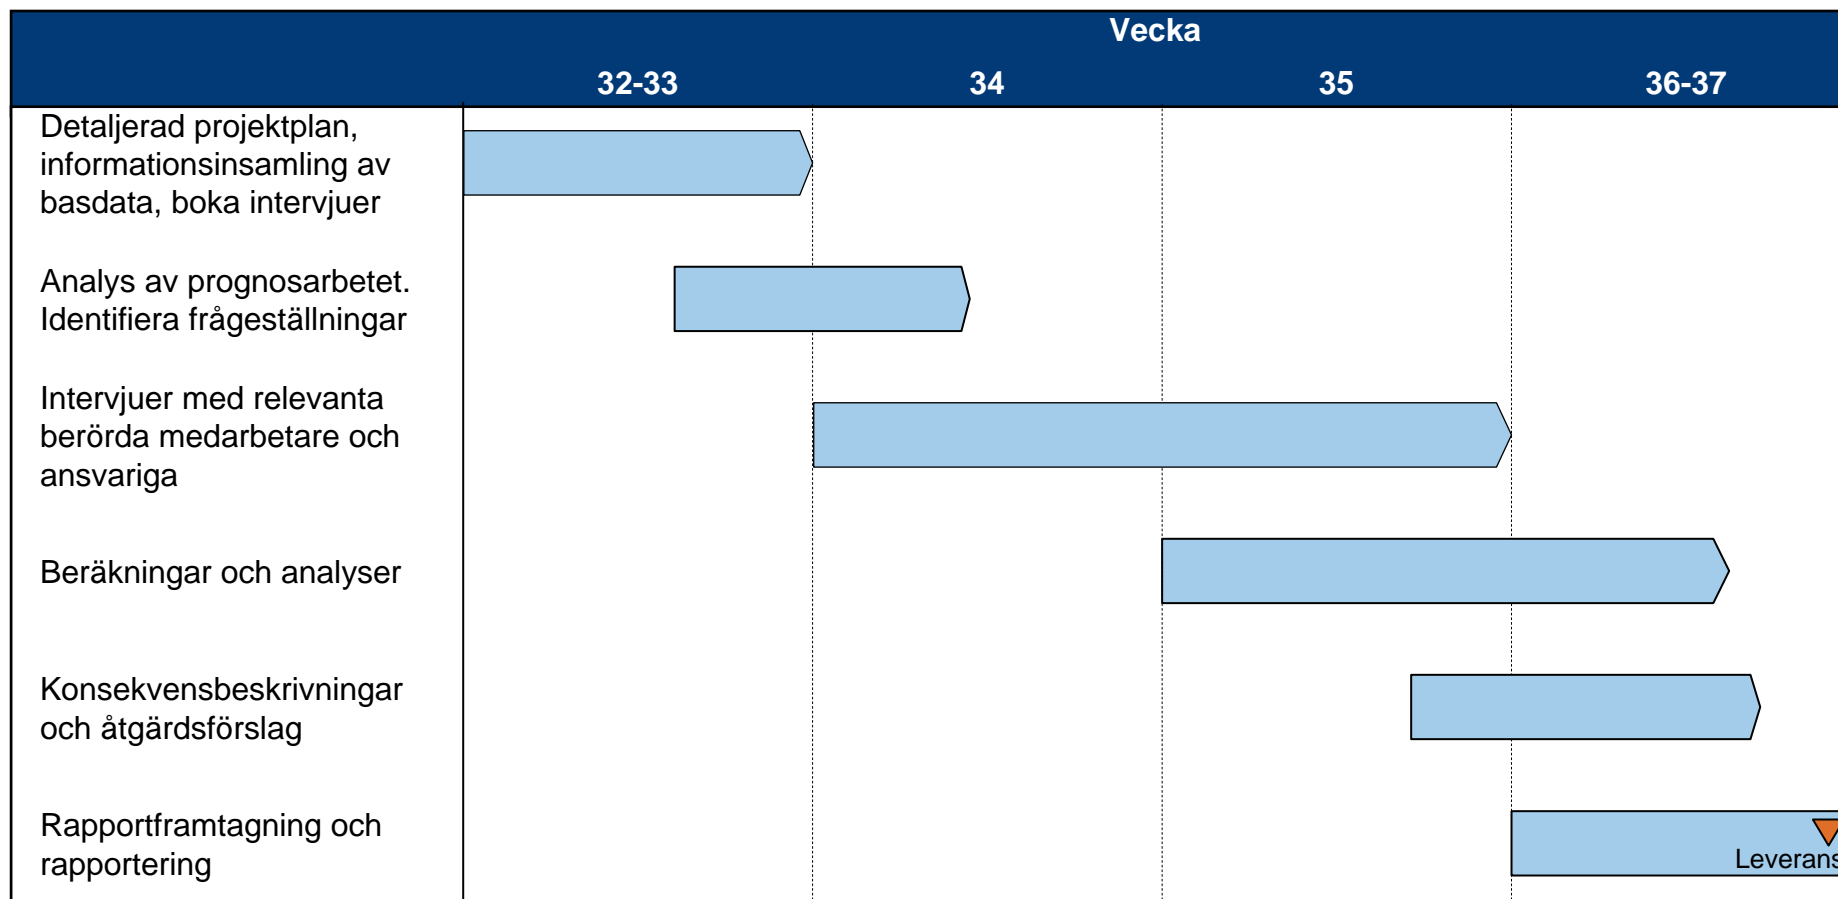 Vecka
32-33 34 35 36-37
Detaljerad projektplan,
informationsinsamling av
basdata, boka intervjuer
Analys av prognosarbetet.
Identifiera frågeställningar
Intervjuer med relevanta
berörda medarbetare och
ansvariga
Beräkningar och analyser
Konsekvensbeskrivningar
och åtgärdsförslag
Rapportframtagning och
rapportering
Leverans